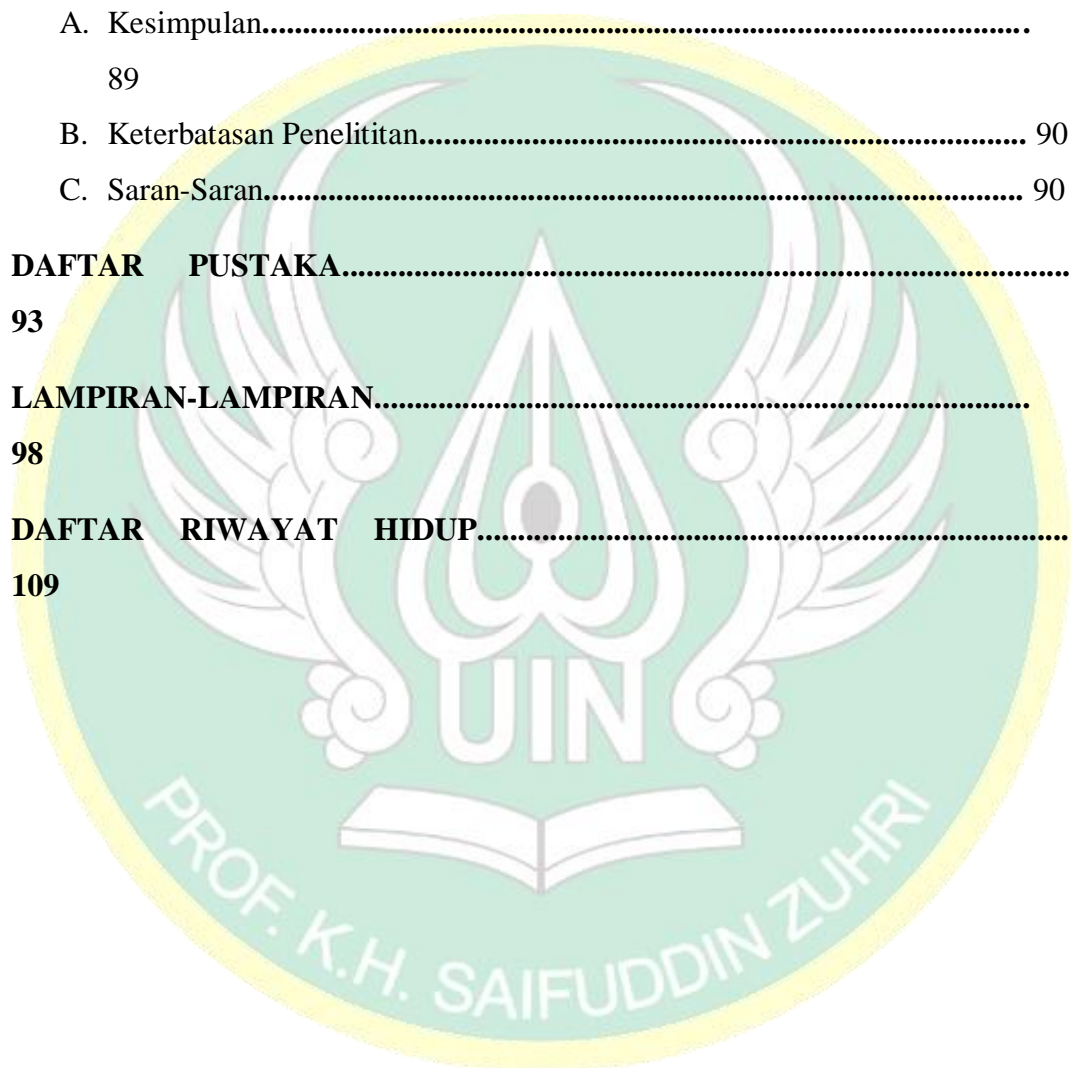 A. Kesimpulan................................................................................................
89
B. Keterbatasan Penelititan............................................................................ 90
C. Saran-Saran............................................................................................... 90
DAFTAR PUSTAKA...........................................................................................
93
LAMPIRAN-LAMPIRAN..................................................................................
98
DAFTAR RIWAYAT HIDUP..........................................................................
109
UIN
PROF. K.H. SAIFUDDIN ZUHRI